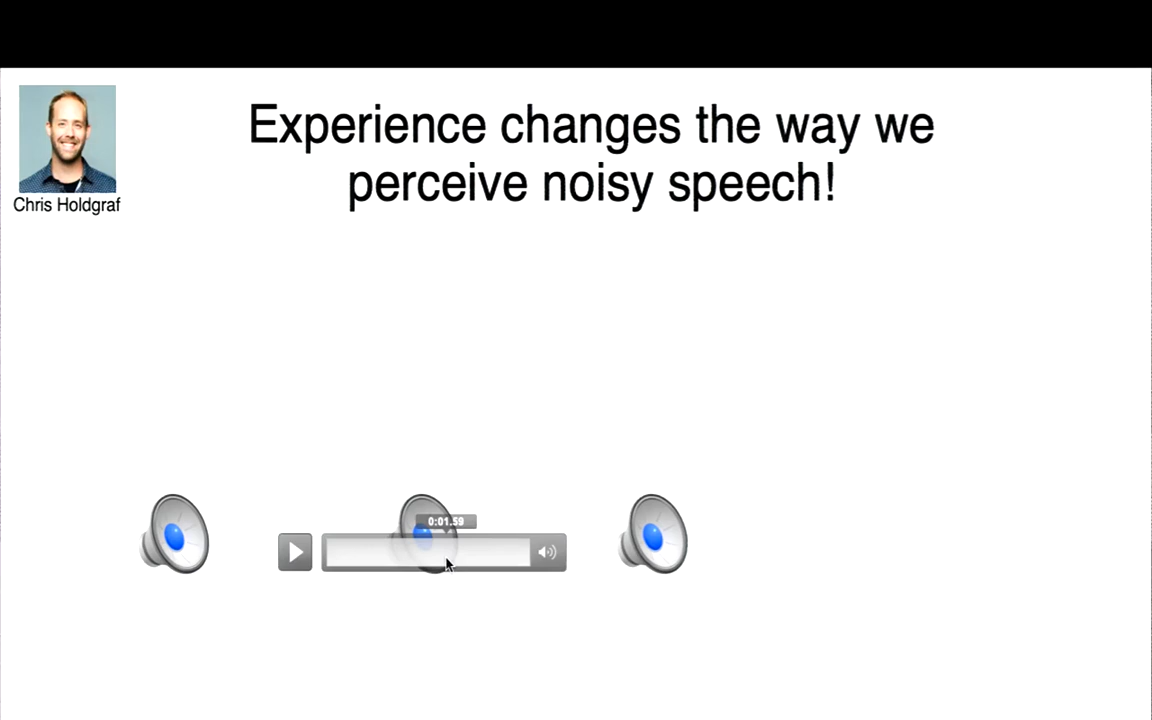 Experience changes the way we
perceive noisy speech!
Chris Holdgraf
0:01.59